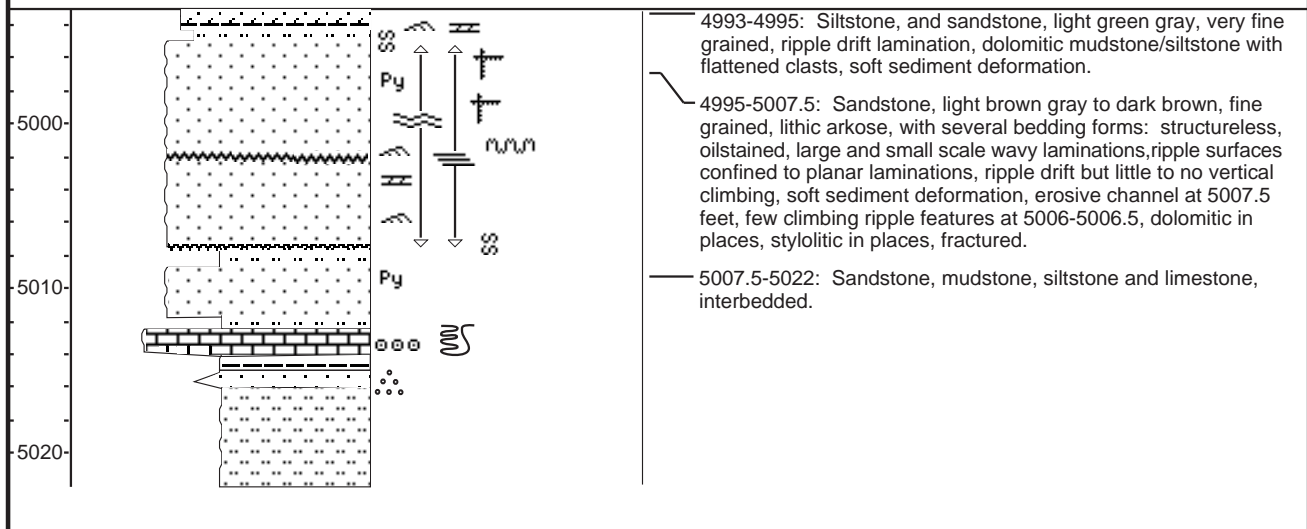 5000
5010
5020
SS
Py
SS
Py
4993-4995: Siltstone, and sandstone, light green gray, very fine
grained, ripple drift lamination, dolomitic mudstone/siltstone with
flattened clasts, soft sediment deformation.
4995-5007.5: Sandstone, light brown gray to dark brown, fine
grained, lithic arkose, with several bedding forms: structureless,
oilstained, large and small scale wavy laminations,ripple surfaces
confined to planar laminations, ripple drift but little to no vertical
climbing, soft sediment deformation, erosive channel at 5007.5
feet, few climbing ripple features at 5006-5006.5, dolomitic in
places, stylolitic in places, fractured.
5007.5-5022: Sandstone, mudstone, siltstone and limestone,
interbedded.